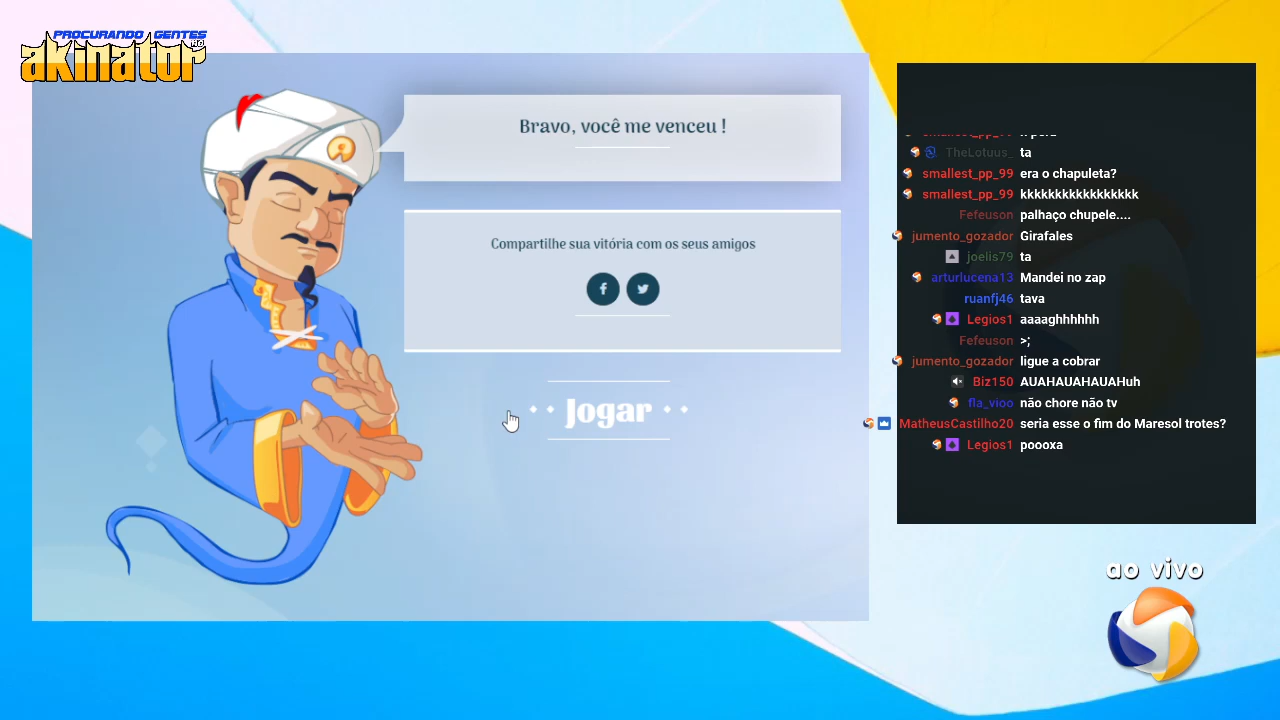 PROCURANDO GENTES
NO
akinator
Bravo, você me venceu !
Compartilhe sua vitória com os seus amigos
Jogar
TheLotuus_ ta
smallest_pp_99 era o chapuleta?
smallest_pp_99 kkkkkkkkkkkkkkkkk
Fefeuson palhaço chupele....
jumento_gozador Girafales
joelis79 ta
arturlucena13 Mandei no zap
ruanfj46 tava
Legios1 aaaaghhhhhh
Fefeuson >;
jumento_gozador ligue a cobrar
Biz150 AUAHAUAHAUAHuh
fla_vioo não chore não tv
MatheusCastilho20 seria esse o fim do Maresol trotes?
Legios1 poooxa
ao vivo